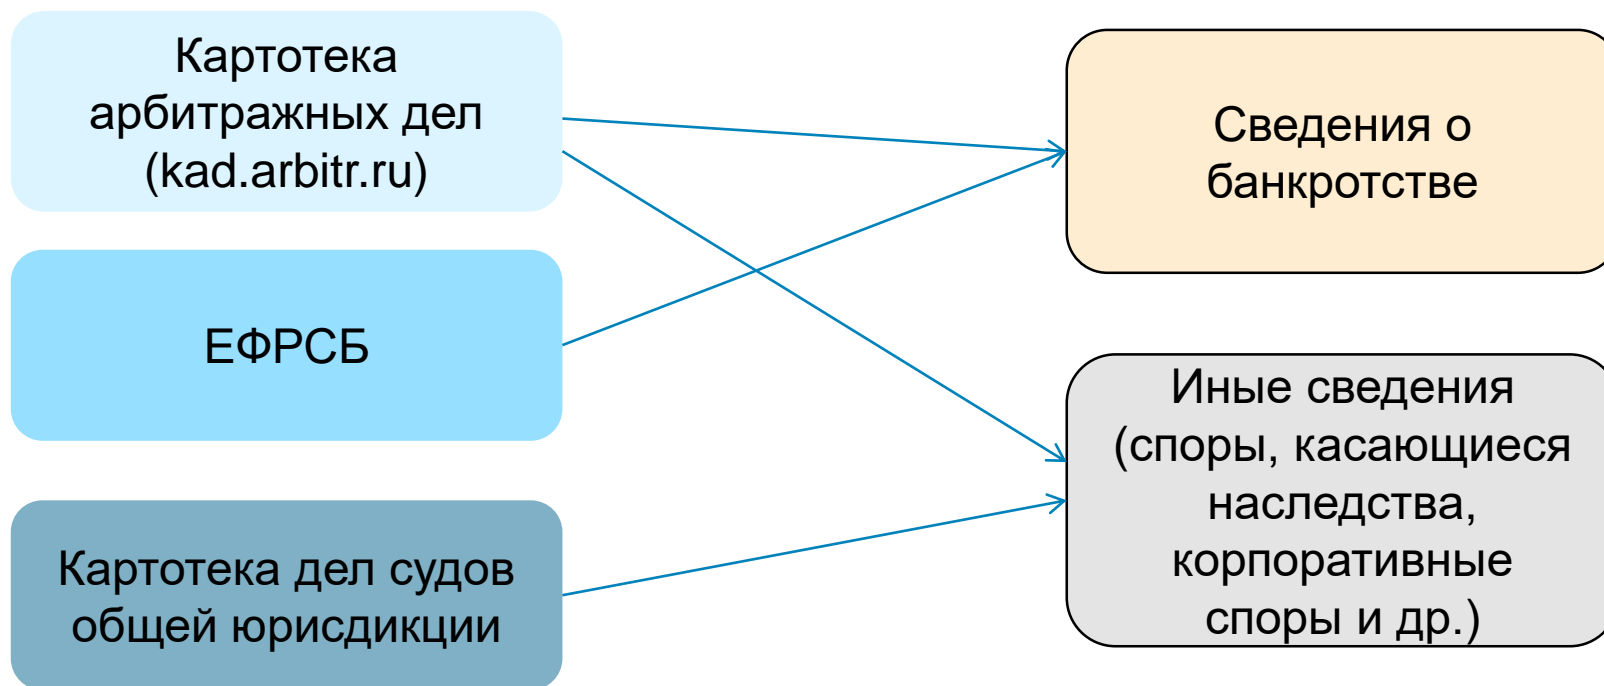 Картотека
арбитражных дел
(kad.arbitr.ru)
ЕФРСБ
Картотека дел судов
общей юрисдикции
Сведения о
банкротстве
Иные сведения
(споры, касающиеся
наследства,
корпоративные
споры и др.)